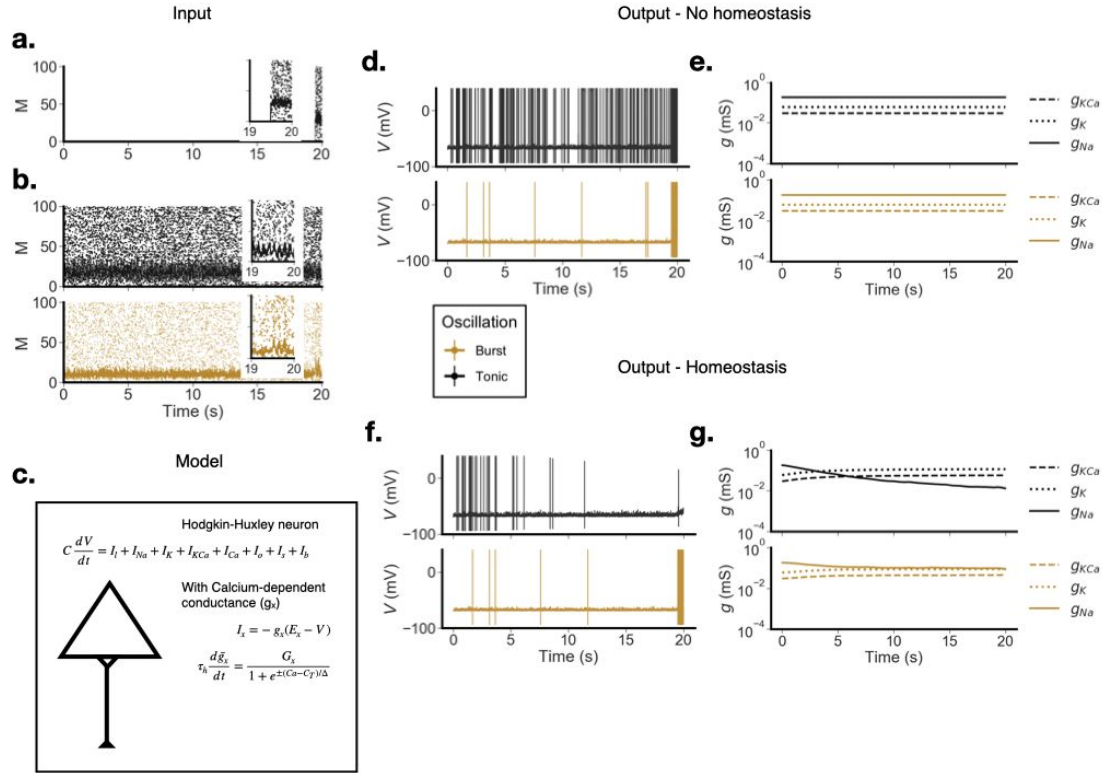 Input
Output - No homeostasis
a.
100
50
0
M
19
20
0
5
10
15
20
b.
100
50
0
M
19
20
100
50
0
M
19
20
0
5
10
15
20
Time (s)
Model
c.
Hodgkin-Huxley neuron
C dV/dt = I_l + I_Na + I_K + I_KCa + I_Ca + I_o + I_s + I_b
With Calcium-dependent
conductance (g_x)
I_x = −g_x(E_x − V)
τ_h dḡ_x/dt = G_x/(1 + e^{±(Ca−C_T)/Δ})
d.
V (mV)
0
−100
V (mV)
0
−100
0
5
10
15
20
Time (s)
Oscillation
Burst
Tonic
e.
g (mS)
10^0
10^−2
10^−4
g_KCa
g_K
g_Na
g (mS)
10^0
10^−2
10^−4
g_KCa
g_K
g_Na
0
5
10
15
20
Time (s)
Output - Homeostasis
f.
V (mV)
0
−100
V (mV)
0
−100
0
5
10
15
20
Time (s)
g.
g (mS)
10^0
10^−2
10^−4
g_KCa
g_K
g_Na
g (mS)
10^0
10^−2
10^−4
g_KCa
g_K
g_Na
0
5
10
15
20
Time (s)